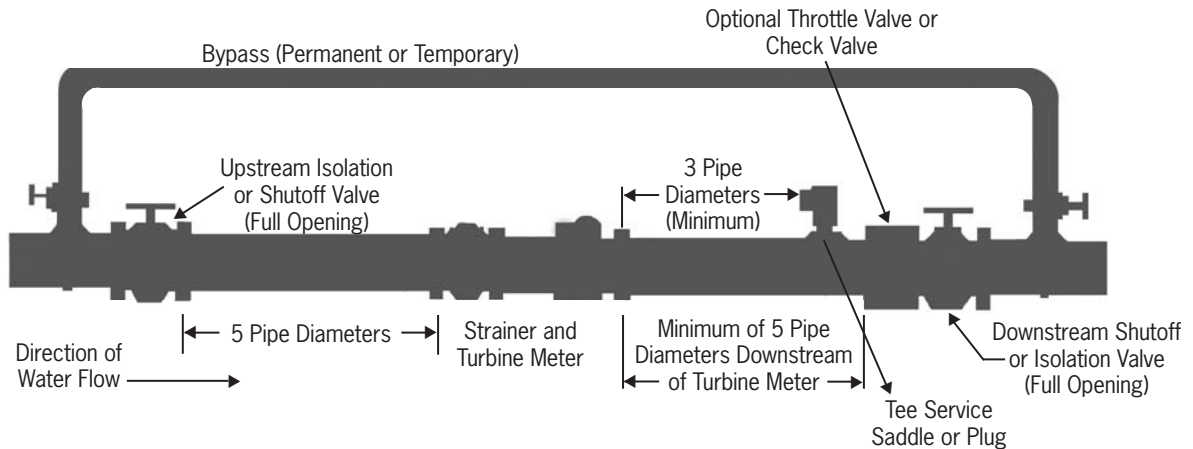 Optional Throttle Valve or
Check Valve
Bypass (Permanent or Temporary)
Upstream Isolation
or Shutoff Valve
(Full Opening)
3 Pipe
Diameters
(Minimum)
5 Pipe Diameters
Strainer and
Turbine Meter
Minimum of 5 Pipe
Diameters Downstream
of Turbine Meter
Downstream Shutoff
or Isolation Valve
(Full Opening)
Direction of
Water Flow
Tee Service
Saddle or Plug